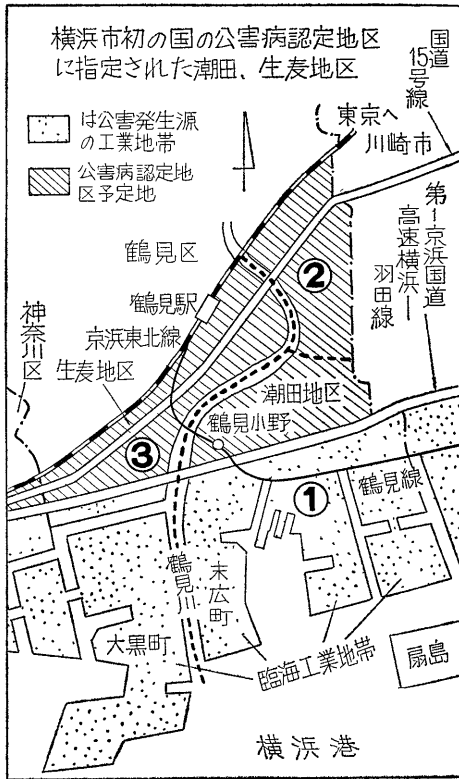 横浜市初の国の公害病認定地区
に指定された潮田、生麦地区
は公害発生源
の工業地帯
公害病認定地
区予定地
国道
15号線
東京へ
川崎市
第1京浜国道
高速横浜―
羽田線
鶴見区
②
鶴見駅
京浜東北線
神奈川区
生麦地区
潮田地区
鶴見小野
③
①
鶴見線
鶴見川
末広町
大黒町
臨海工業地帯
扇島
横浜港